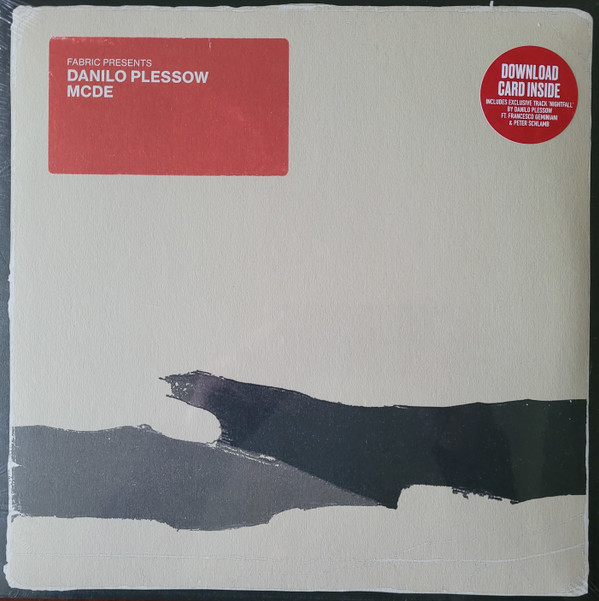 FABRIC PRESENTS
DANILO PLESSOW
MCDE
DOWNLOAD
CARD INSIDE
INCLUDES EXCLUSIVE TRACK 'NIGHTFALL'
BY DANILO PLESSOW
FT. FRANCESCO GEMINIANI
& PETER SCHLAMB